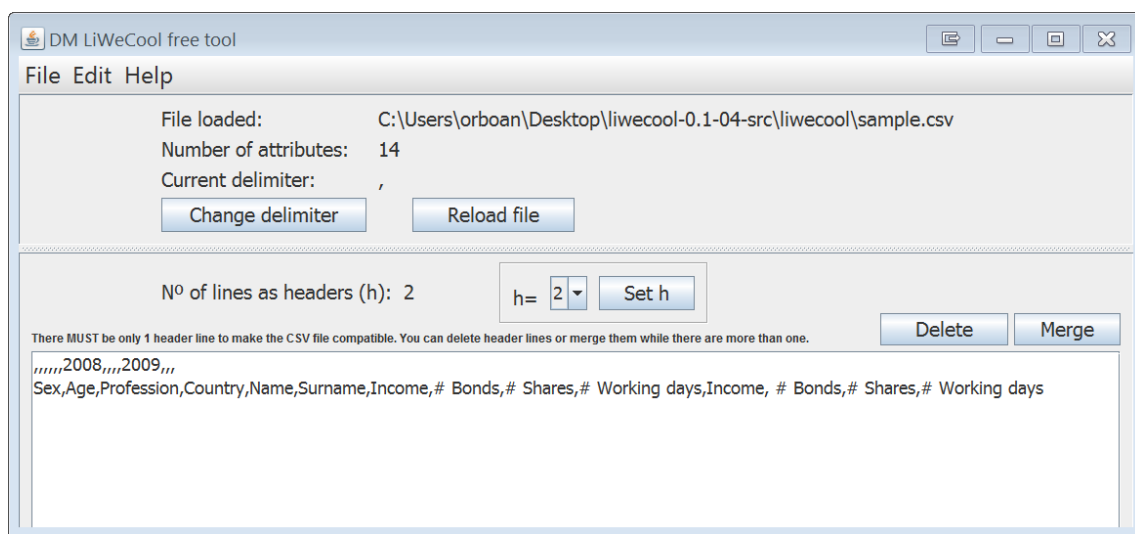 DM LiWeCool free tool
File Edit Help
File loaded: C:\Users\orboan\Desktop\liwecool-0.1-04-src\liwecool\sample.csv
Number of attributes: 14
Current delimiter: ,
Change delimiter Reload file
Nº of lines as headers (h): 2 h= 2 Set h
There MUST be only 1 header line to make the CSV file compatible. You can delete header lines or merge them while there are more than one. Delete Merge
,,,,,,2008,,,,2009,,,
Sex,Age,Profession,Country,Name,Surname,Income,# Bonds,# Shares,# Working days,Income, # Bonds,# Shares,# Working days